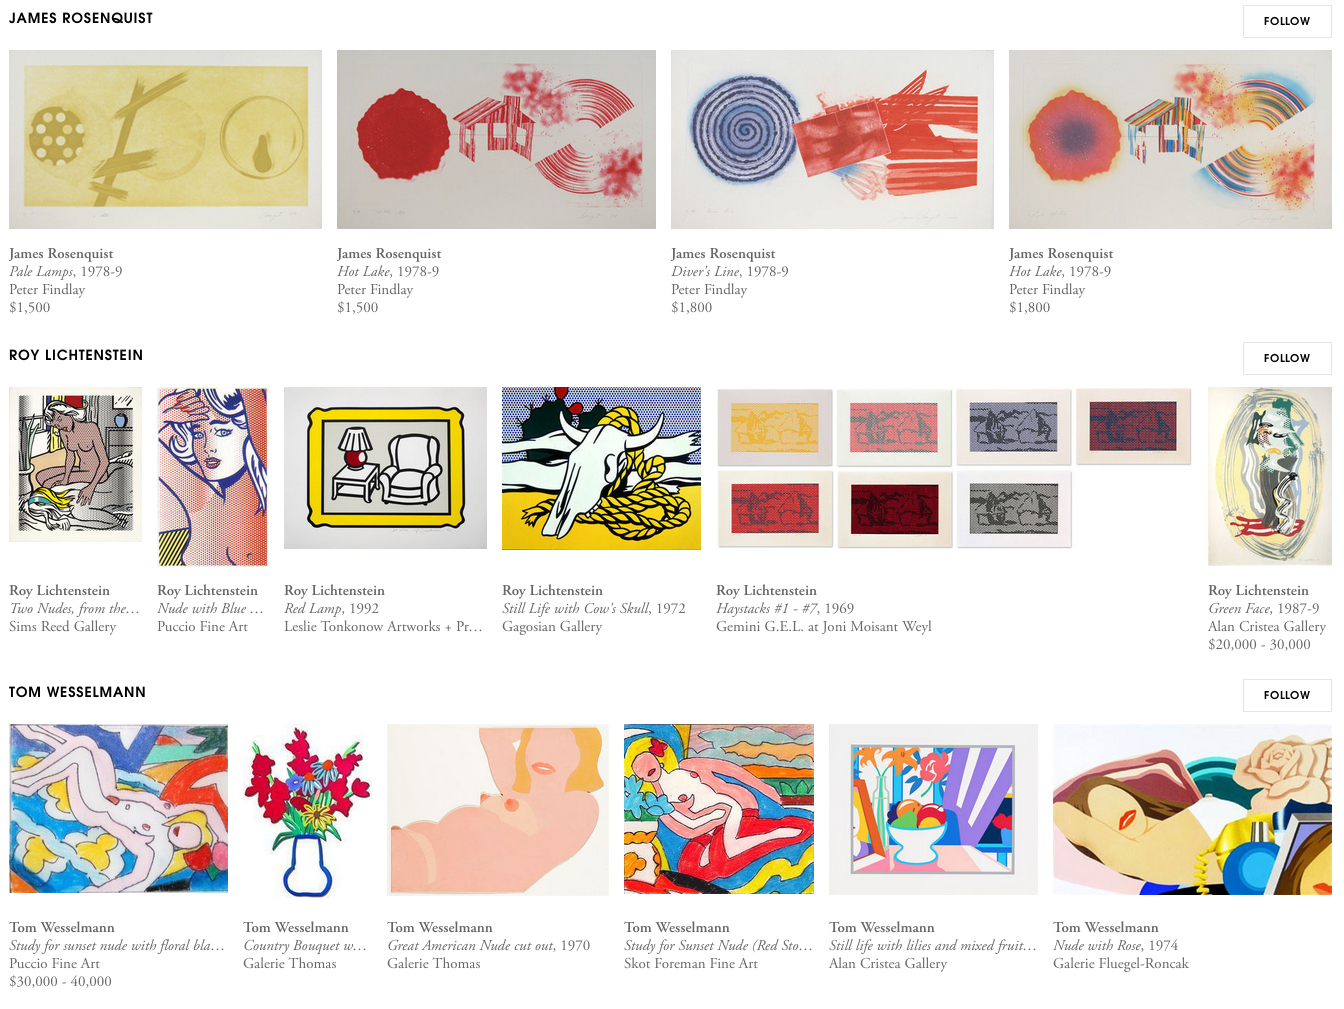 JAMES ROSENQUIST
FOLLOW
James Rosenquist
Pale Lamps, 1978-9
Peter Findlay
$1,500
James Rosenquist
Hot Lake, 1978-9
Peter Findlay
$1,500
James Rosenquist
Diver's Line, 1978-9
Peter Findlay
$1,800
James Rosenquist
Hot Lake, 1978-9
Peter Findlay
$1,800
ROY LICHTENSTEIN
FOLLOW
Roy Lichtenstein
Two Nudes, from the…
Sims Reed Gallery
Roy Lichtenstein
Nude with Blue …
Puccio Fine Art
Roy Lichtenstein
Red Lamp, 1992
Leslie Tonkonow Artworks + Pr…
Roy Lichtenstein
Still Life with Cow's Skull, 1972
Gagosian Gallery
Roy Lichtenstein
Haystacks #1 - #7, 1969
Gemini G.E.L. at Joni Moisant Weyl
Roy Lichtenstein
Green Face, 1987-9
Alan Cristea Gallery
$20,000 - 30,000
TOM WESSELMANN
FOLLOW
Tom Wesselmann
Study for sunset nude with floral bla…
Puccio Fine Art
$30,000 - 40,000
Tom Wesselmann
Country Bouquet w…
Galerie Thomas
Tom Wesselmann
Great American Nude cut out, 1970
Galerie Thomas
Tom Wesselmann
Study for Sunset Nude (Red Sto…
Skot Foreman Fine Art
Tom Wesselmann
Still life with lilies and mixed fruit…
Alan Cristea Gallery
Tom Wesselmann
Nude with Rose, 1974
Galerie Fluegel-Roncak